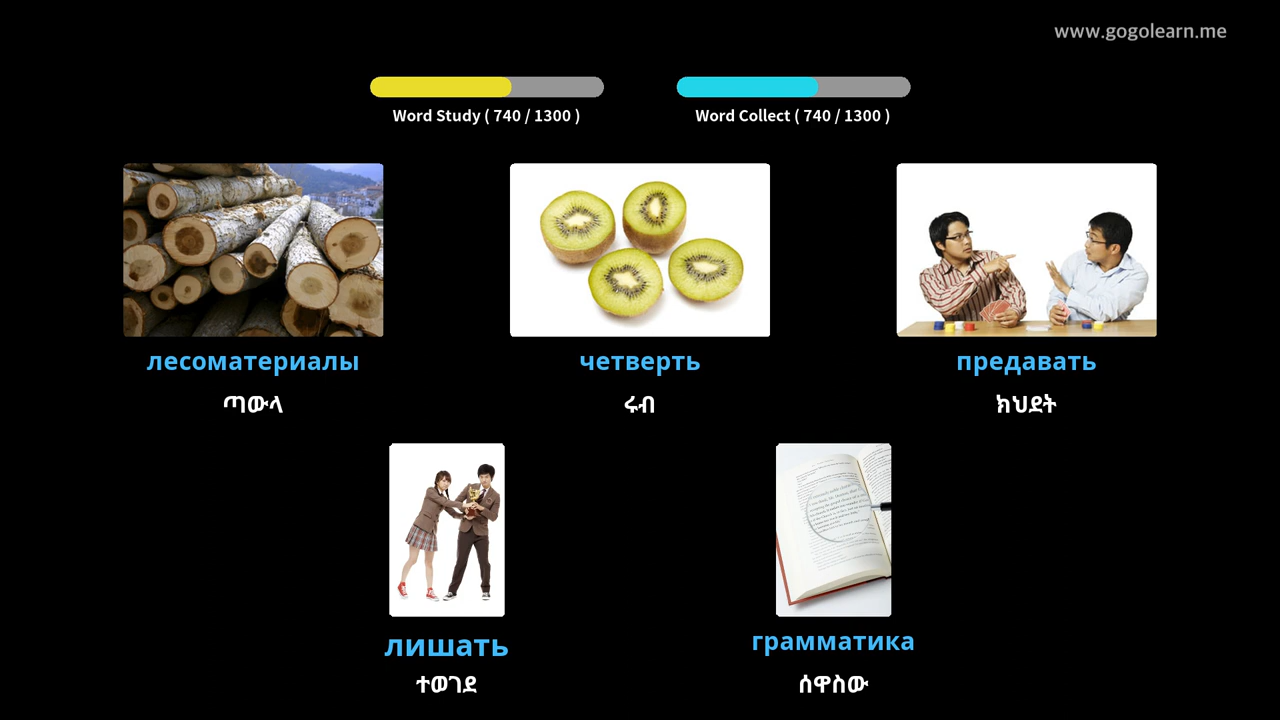 www.gogolearn.me
Word Study ( 740 / 1300 )
Word Collect ( 740 / 1300 )
лесоматериалы
четверть
предавать
ጣውላ
ሩብ
ክህደት
лишать
грамматика
ተወገደ
ሰዋስው